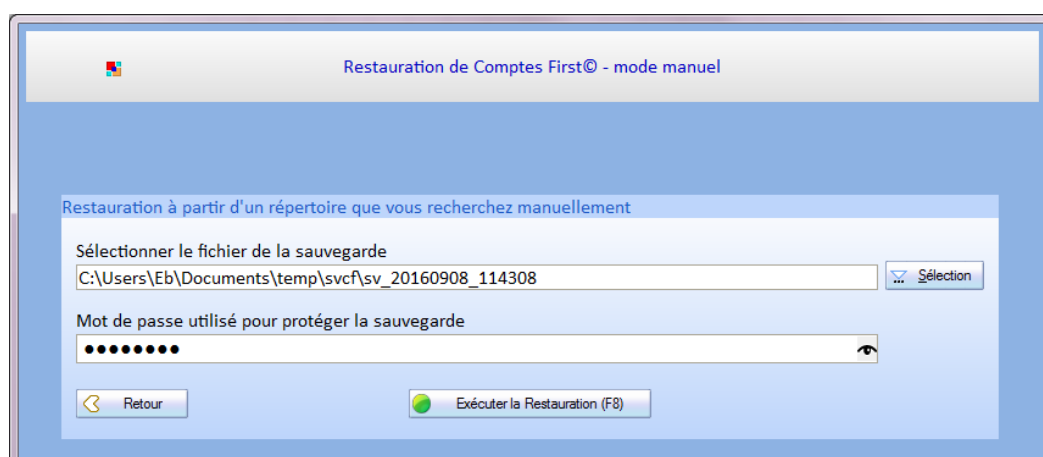 Restauration de Comptes First© - mode manuel
Restauration à partir d'un répertoire que vous recherchez manuellement
Sélectionner le fichier de la sauvegarde
C:\Users\Eb\Documents\temp\svcf\sv_20160908_114308
Sélection
Mot de passe utilisé pour protéger la sauvegarde
●●●●●●●●
Retour
Exécuter la Restauration (F8)